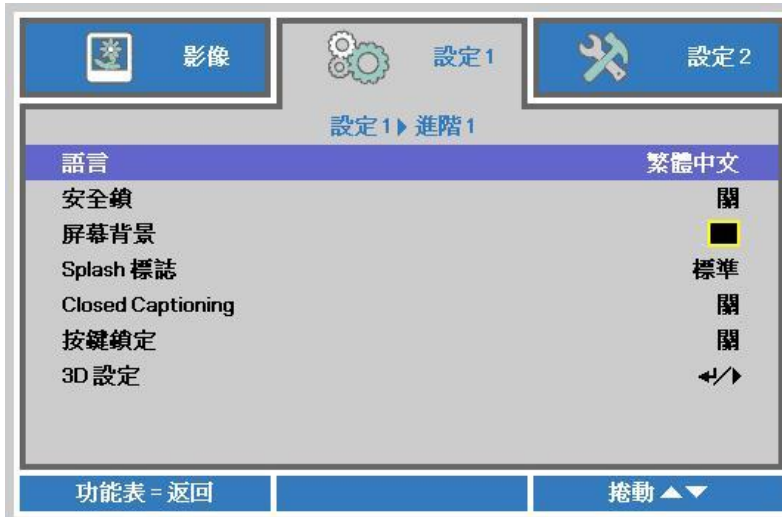 影像 設定1 設定2
設定1▶進階1
語言 繁體中文
安全鎖 關
屏幕背景
Splash 標誌 標準
Closed Captioning 關
按鍵鎖定 關
3D 設定 ↵/▶
功能表 = 返回 捲動▲▼